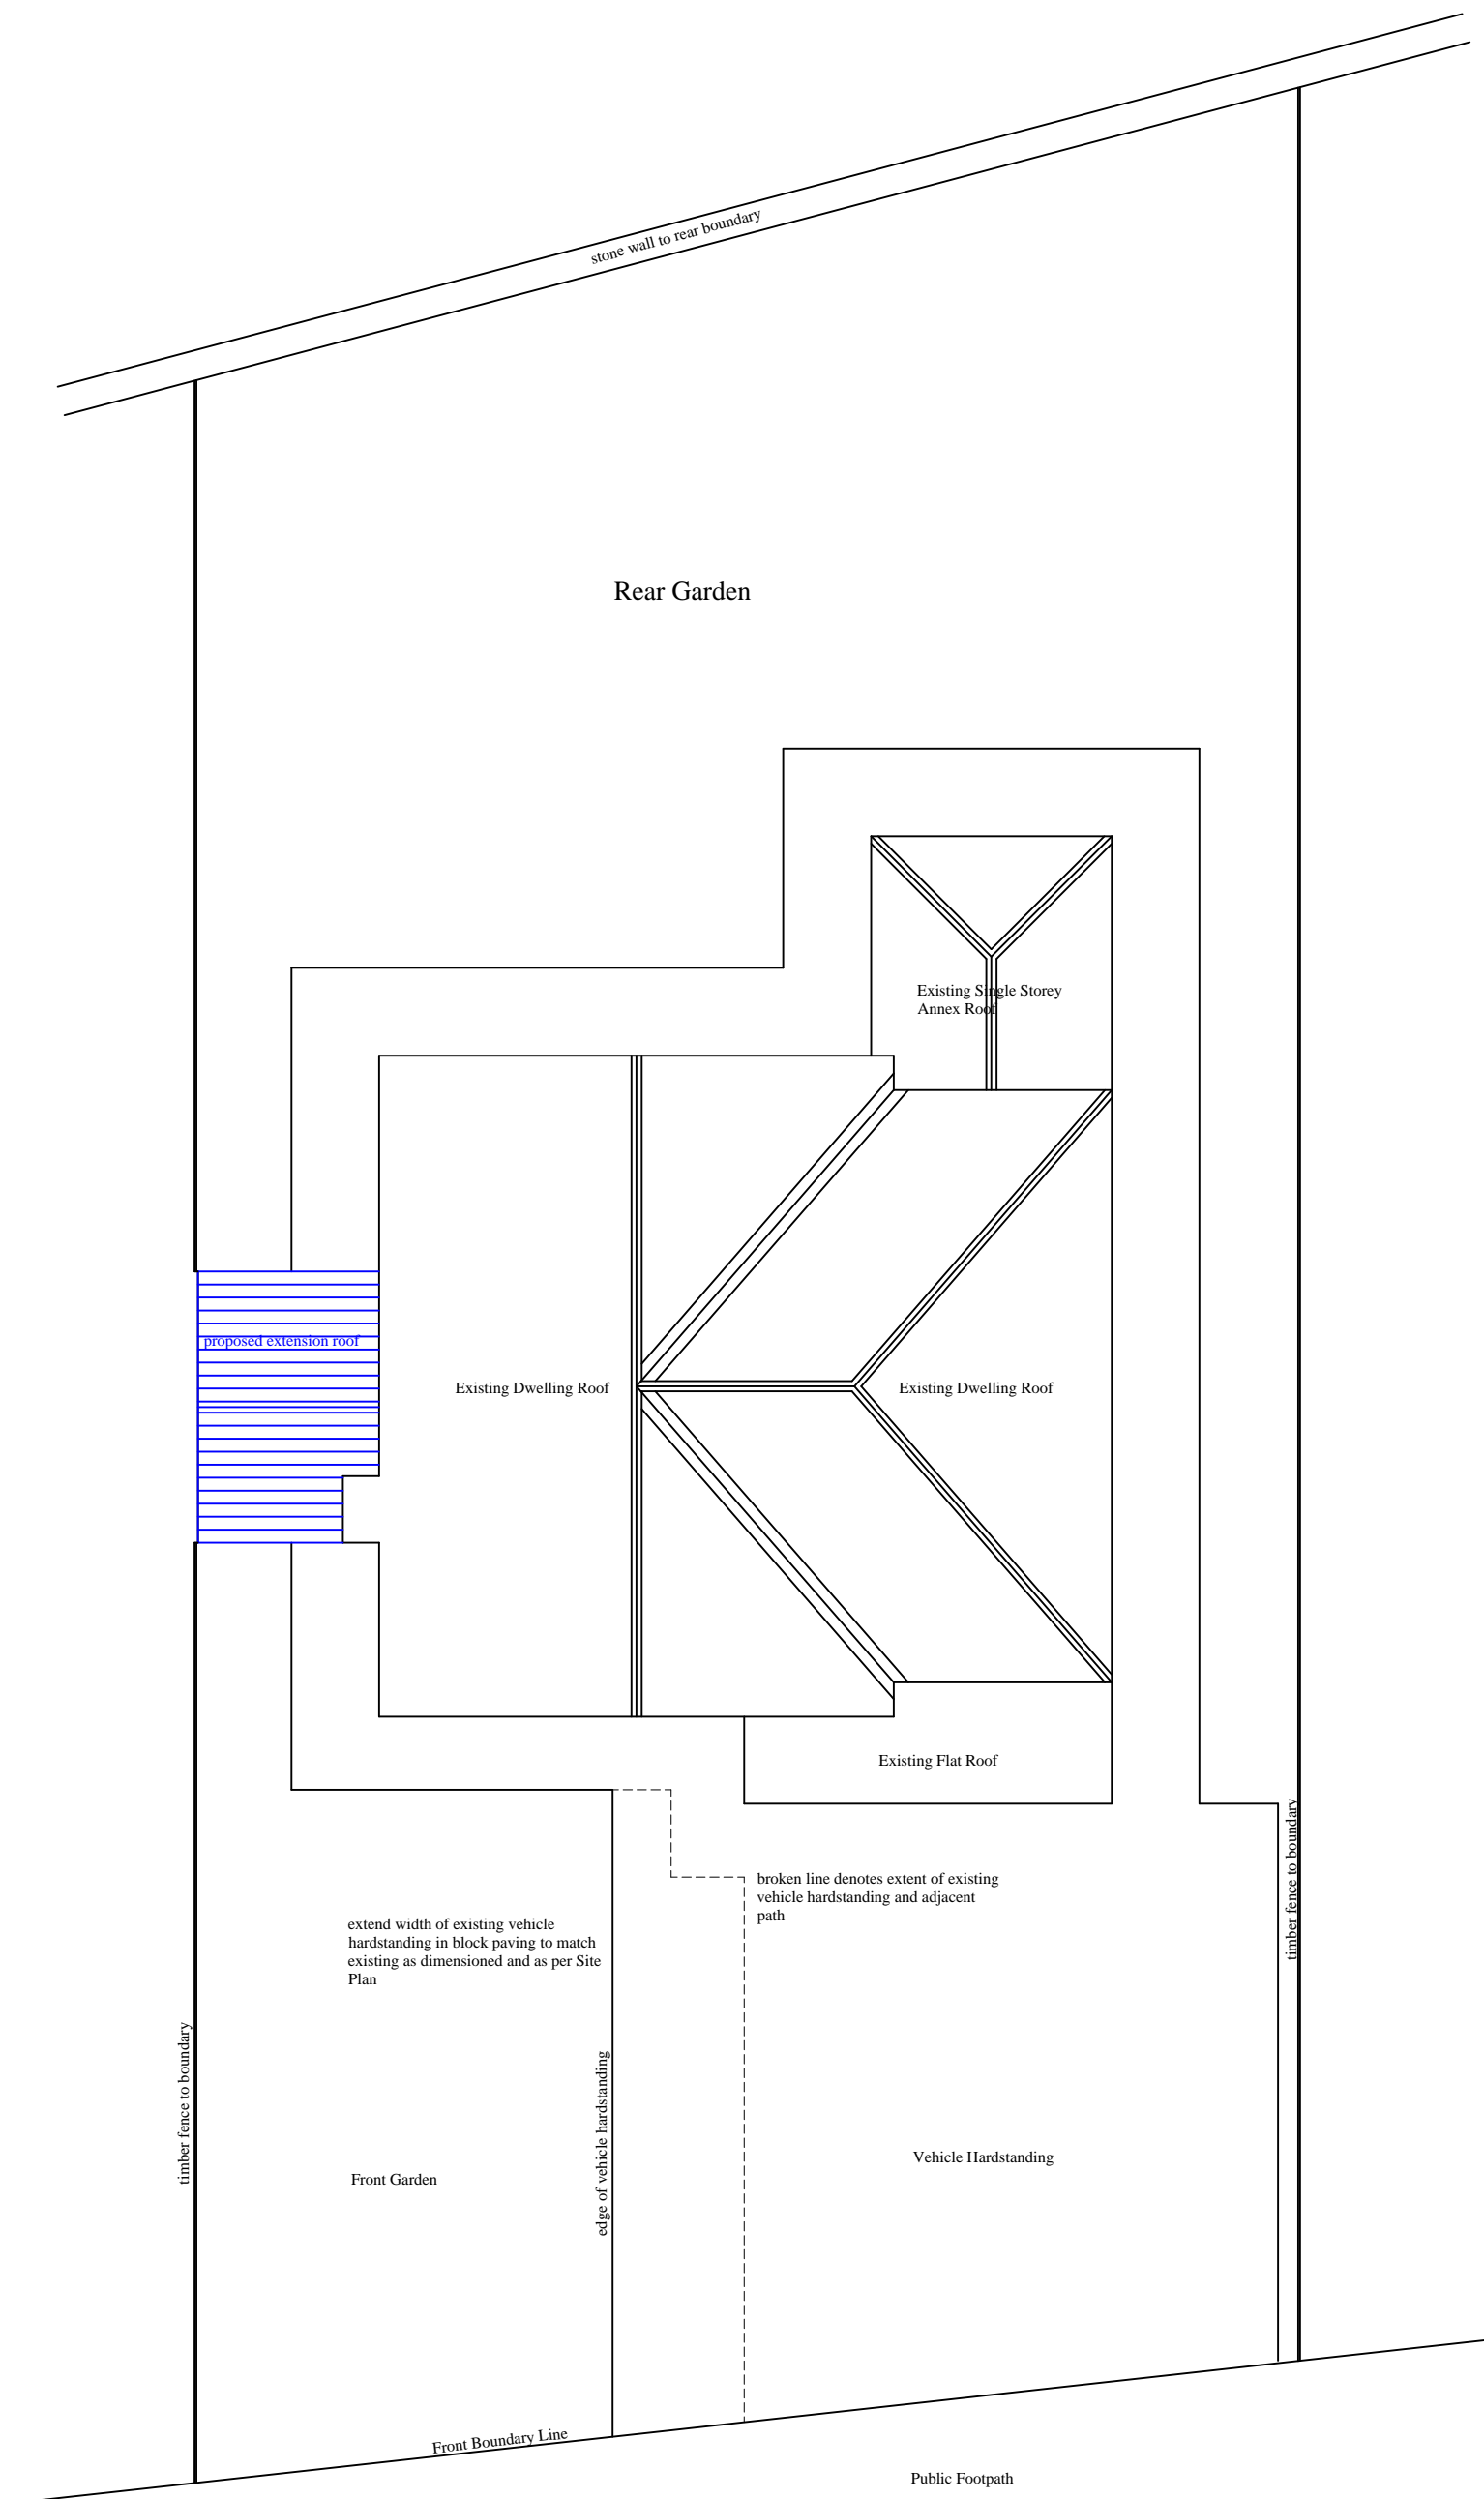 stone wall to rear boundary
Rear Garden
Existing Single Storey
Annex Roof
proposed extension roof
Existing Dwelling Roof
Existing Dwelling Roof
Existing Flat Roof
timber fence to boundary
broken line denotes extent of existing
vehicle hardstanding and adjacent
path
extend width of existing vehicle
hardstanding in block paving to match
existing as dimensioned and as per Site
Plan
timber fence to boundary
edge of vehicle hardstanding
Vehicle Hardstanding
Front Garden
Front Boundary Line
Public Footpath